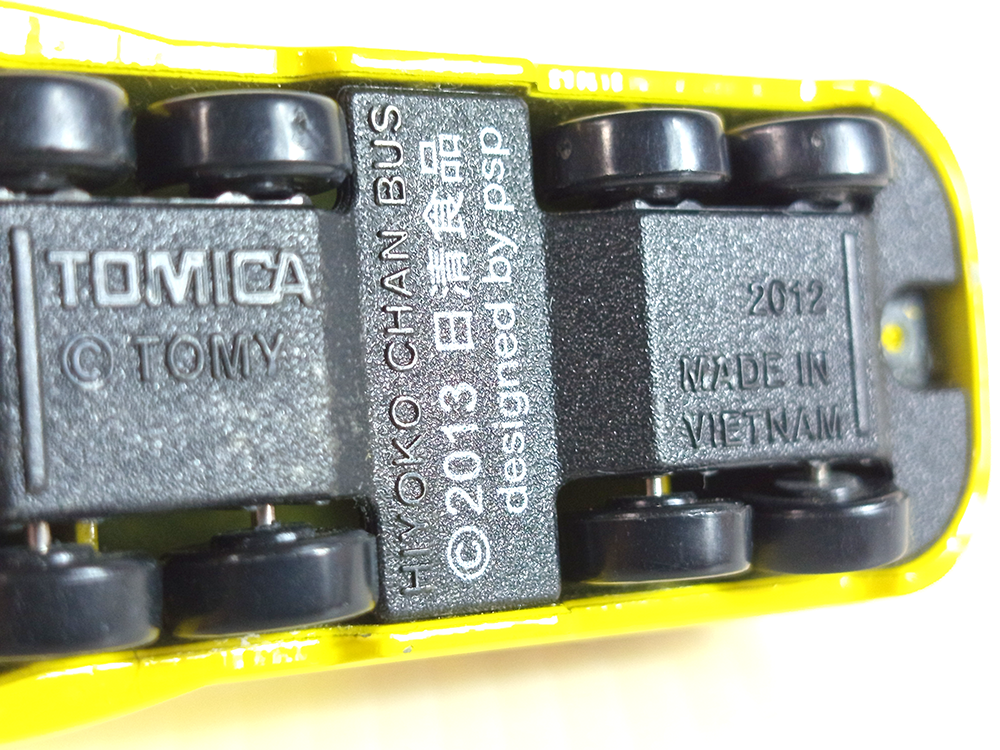 TOMICA
© TOMY
HIYOKO CHAN BUS
©2013 日清食品
designed by psp
2012
MADE IN
VIETNAM